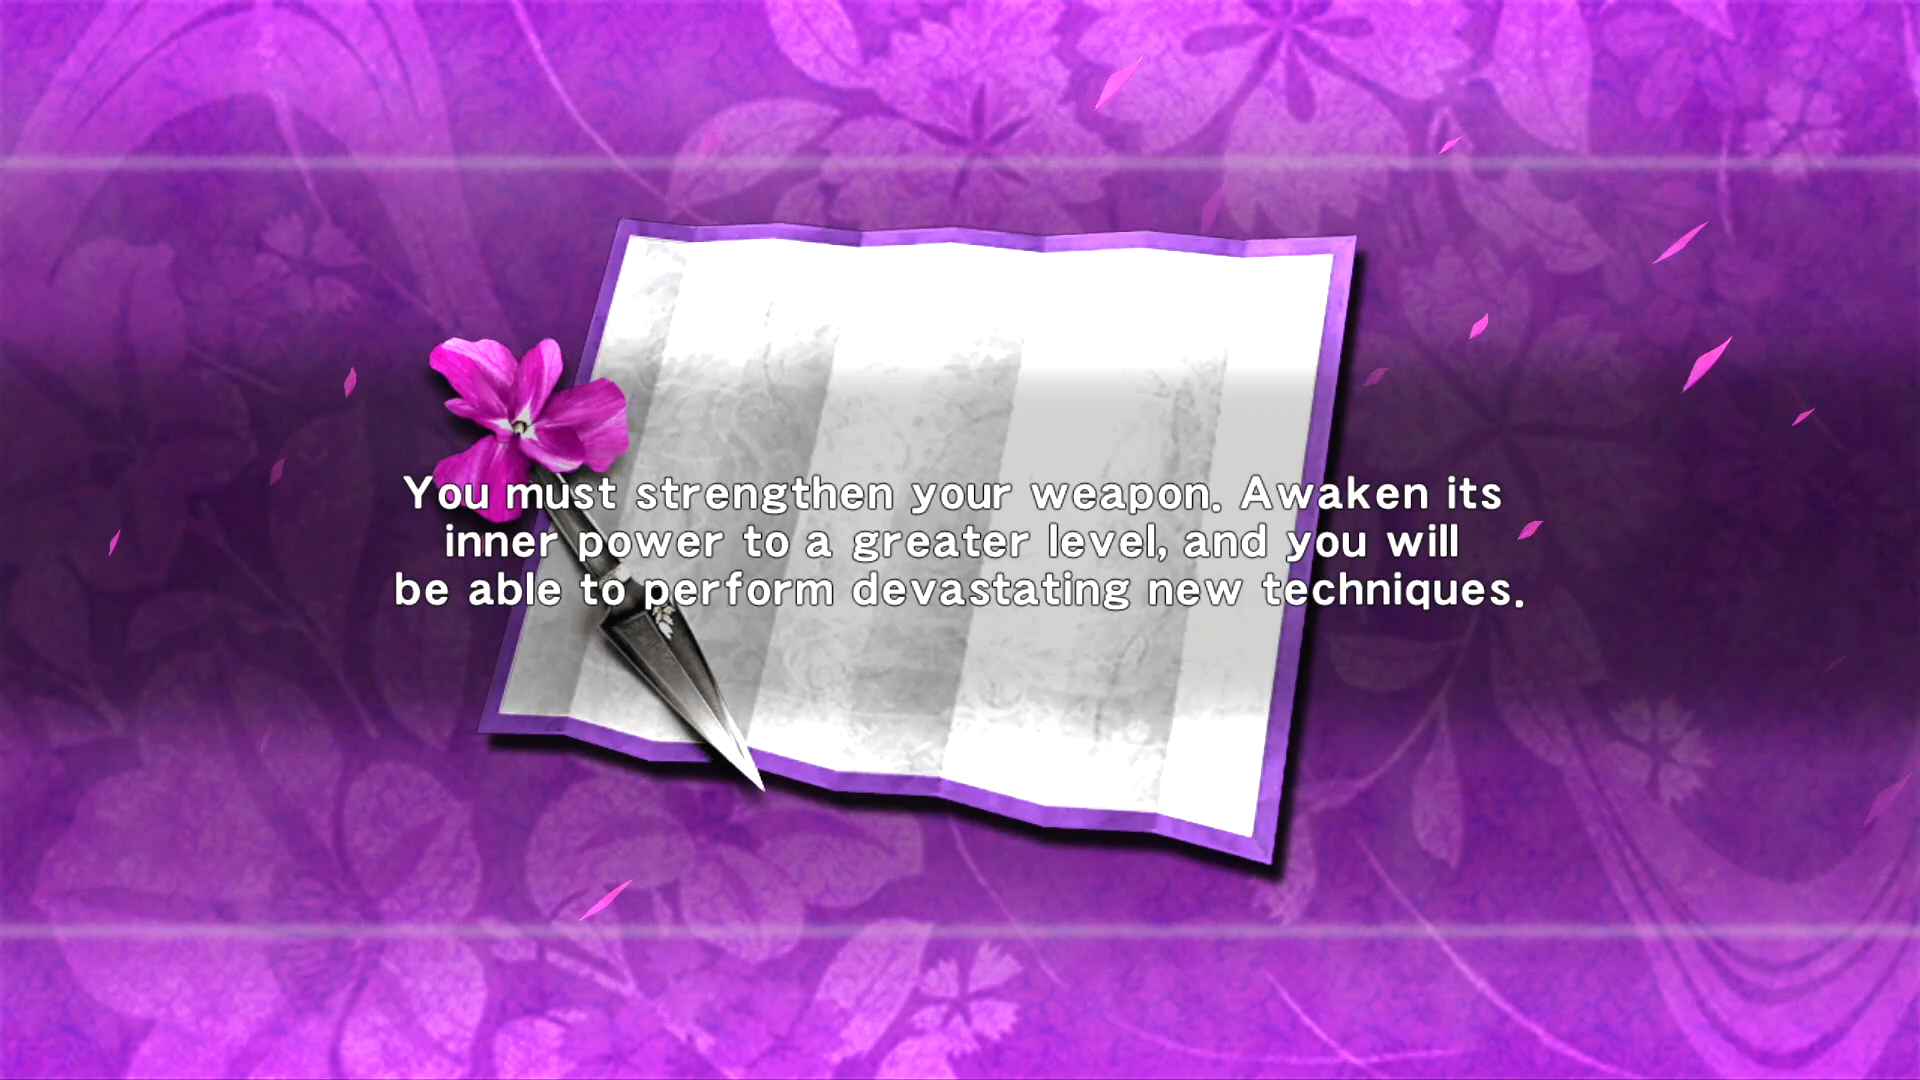 You must strengthen your weapon. Awaken its
inner power to a greater level, and you will
be able to perform devastating new techniques.